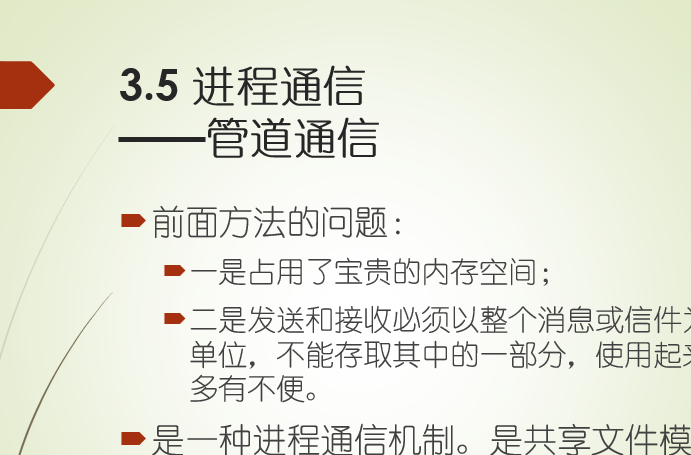 3.5 进程通信
——管道通信
前面方法的问题：
一是占用了宝贵的内存空间；
二是发送和接收必须以整个消息或信件为
单位，不能存取其中的一部分，使用起来
多有不便。
是一种进程通信机制。是共享文件模